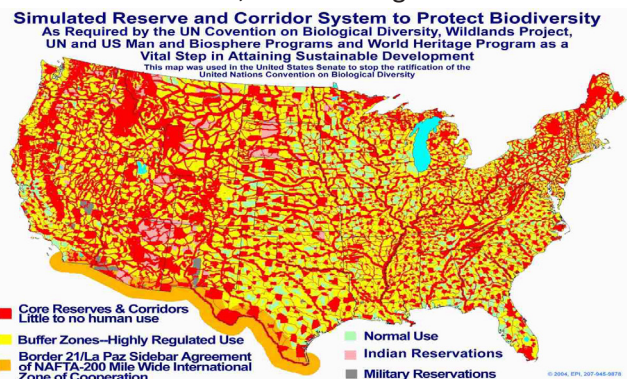 Simulated Reserve and Corridor System to Protect Biodiversity
As Required by the UN Covention on Biological Diversity, Wildlands Project,
UN and US Man and Biosphere Programs and World Heritage Program as a
Vital Step in Attaining Sustainable Development
This map was used in the United States Senate to stop the ratification of the
United Nations Convention on Biological Diversity
Core Reserves & Corridors
Little to no human use
Buffer Zones--Highly Regulated Use
Border 21/La Paz Sidebar Agreement
of NAFTA-200 Mile Wide International
Zone of Cooperation
Normal Use
Indian Reservations
Military Reservations
© 2004, EPI, 207-945-9878